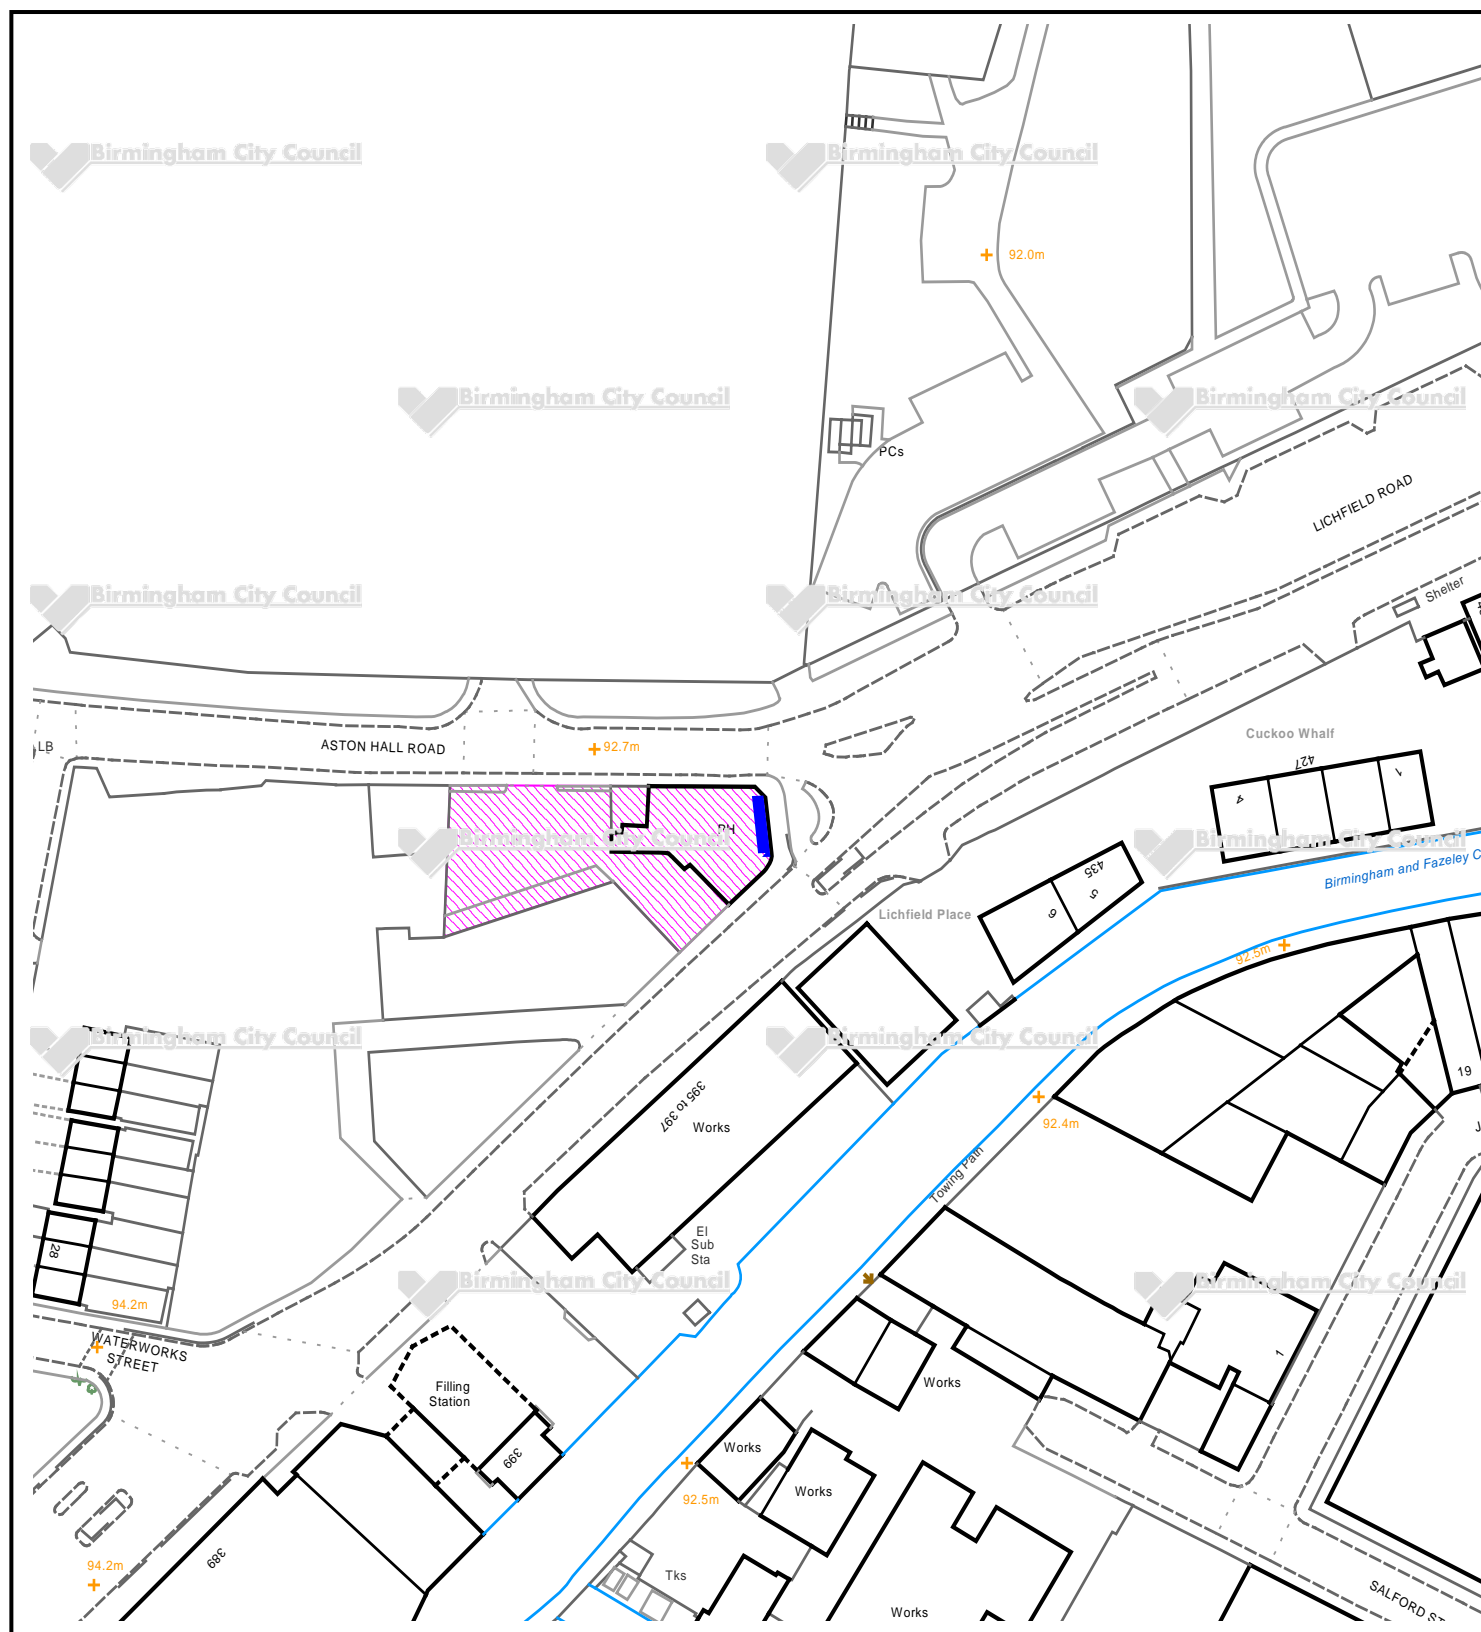 Birmingham City Council
Birmingham City Council
92.0m
Birmingham City Council
Birmingham City Council
PCs
LICHFIELD ROAD
Birmingham City Council
Birmingham City Council
Shelter
Cuckoo Whalf
427
LB
ASTON HALL ROAD
92.7m
4
1
PH
Birmingham City Council
Birmingham City Council
435
5
6
Birmingham and Fazeley C
Lichfield Place
92.5m
Birmingham City Council
Birmingham City Council
19
395 to 397
Works
92.4m
Towing Path
El
Sub
Sta
28
Birmingham City Council
Birmingham City Council
94.2m
WATERWORKS
STREET
1
Filling
Station
Works
399
Works
Works
92.5m
389
94.2m
Tks
Works
SALFORD ST